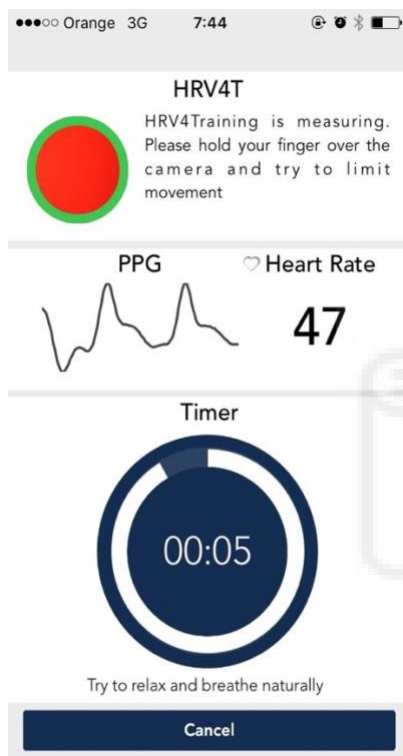 Orange 3G 7:44
HRV4T
HRV4Training is measuring.
Please hold your finger over the
camera and try to limit
movement
PPG
Heart Rate
47
Timer
00:05
Try to relax and breathe naturally
Cancel